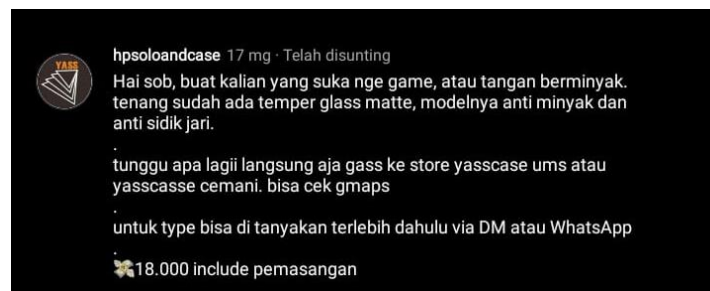 YASS
hpsoloandcase 17 mg · Telah disunting
Hai sob, buat kalian yang suka nge game, atau tangan berminyak.
tenang sudah ada temper glass matte, modelnya anti minyak dan
anti sidik jari.
.
tunggu apa lagii langsung aja gass ke store yasscase ums atau
yasscasse cemani. bisa cek gmaps
.
untuk type bisa di tanyakan terlebih dahulu via DM atau WhatsApp
.
💸18.000 include pemasangan